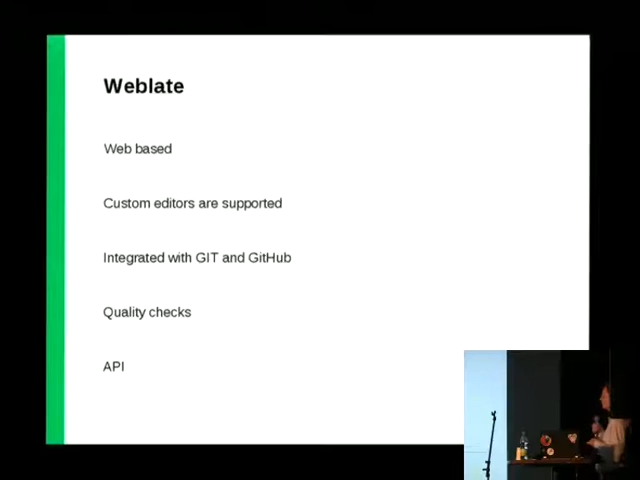 Weblate
Web based
Custom editors are supported
Integrated with GIT and GitHub
Quality checks
API